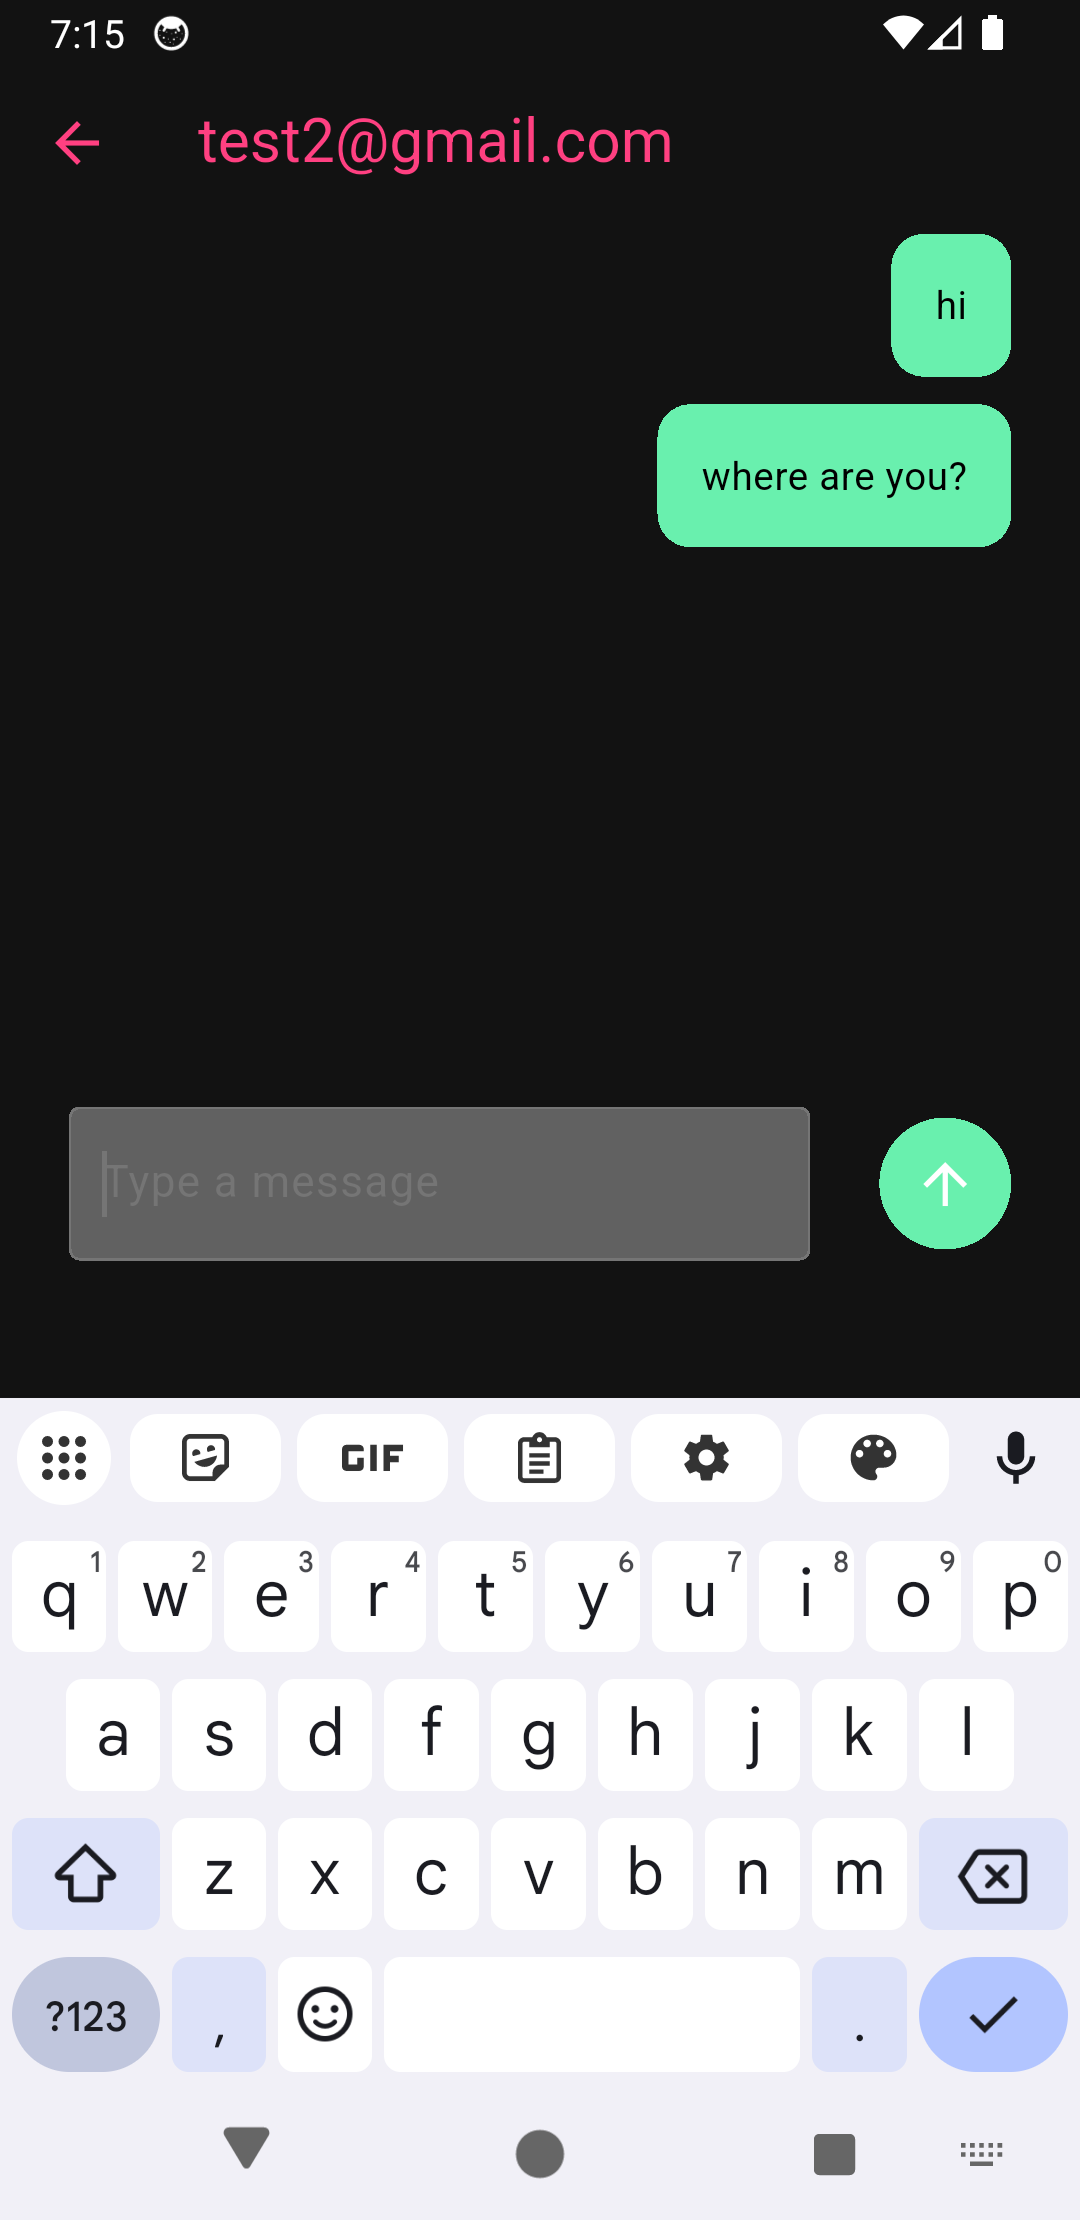 7:15
test2@gmail.com
hi
where are you?
Type a message
GIF
q 1 w 2 e 3 r 4 t 5 y 6 u 7 i 8 o 9 p 0
a s d f g h j k l
z x c v b n m
?123 , .